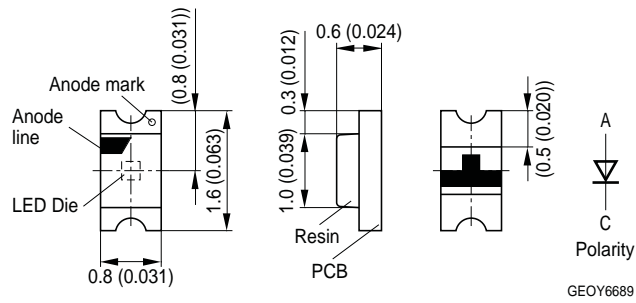 0.6 (0.024)
(0.8 (0.031))
0.3 (0.012)
Anode mark
Anode
line
LED Die
1.6 (0.063)
1.0 (0.039)
(0.5 (0.020))
A
C
Polarity
Resin
PCB
0.8 (0.031)
GEOY6689